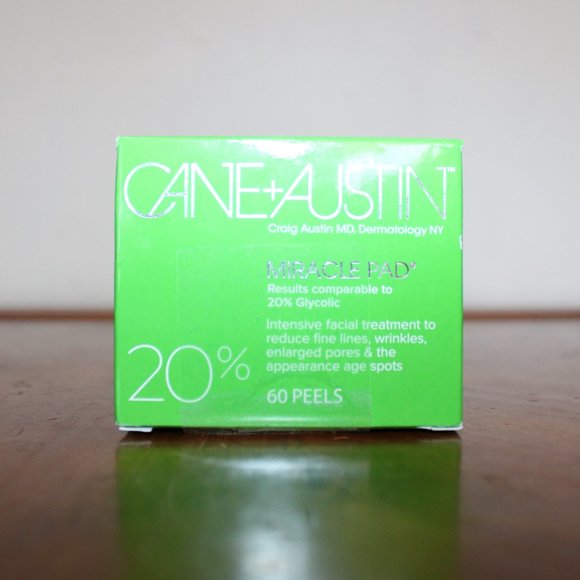 CANE+AUSTIN
Craig Austin MD. Dermatology NY
MIRACLE PAD®
Results comparable to
20% Glycolic
Intensive facial treatment to
reduce fine lines, wrinkles,
enlarged pores & the
appearance age spots
20%
60 PEELS